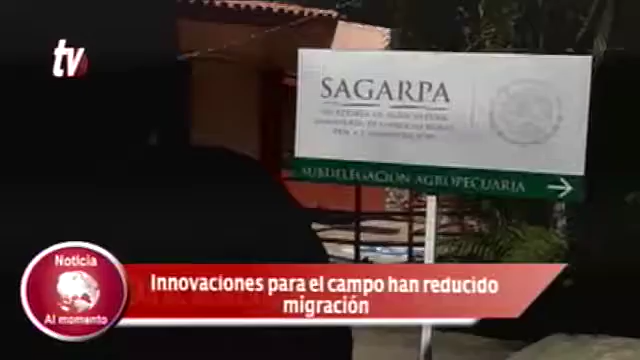 tv
SAGARPA
SUBDELEGACIÓN AGROPECUARIA
Noticia
Al momento
Innovaciones para el campo han reducido
migración